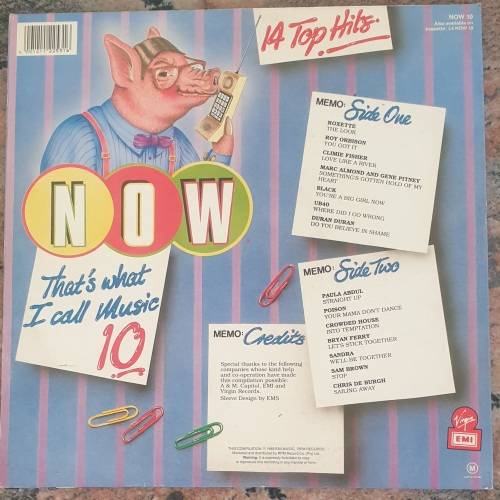 14 Top Hits
NOW 10
Also available on
cassette:
NOW
That's what
I call Music
10
MEMO: Side One
ROXETTE
THE LOOK
ROY ORBISON
YOU GOT IT
CLIMIE FISHER
LOVE LIKE A RIVER
MARC ALMOND AND GENE PITNEY
SOMETHING'S GOTTEN HOLD OF MY
HEART
BLACK
YOU'RE A BIG GIRL NOW
UB40
WHERE DID I GO WRONG
DURAN DURAN
DO YOU BELIEVE IN SHAME
MEMO: Side Two
PAULA ABDUL
STRAIGHT UP
POISON
YOUR MAMA DON'T DANCE
CROWDED HOUSE
INTO TEMPTATION
BRYAN FERRY
LET'S STICK TOGETHER
SANDRA
WE'LL BE TOGETHER
SAM BROWN
STOP
CHRIS DE BURGH
SAILING AWAY
MEMO: Credits
Special thanks to the following
companies whose kind help
and co-operation have made
this compilation possible:
A & M, Capitol, EMI and
Virgin Records.
Sleeve Design by EMS
Virgin
EMI
M